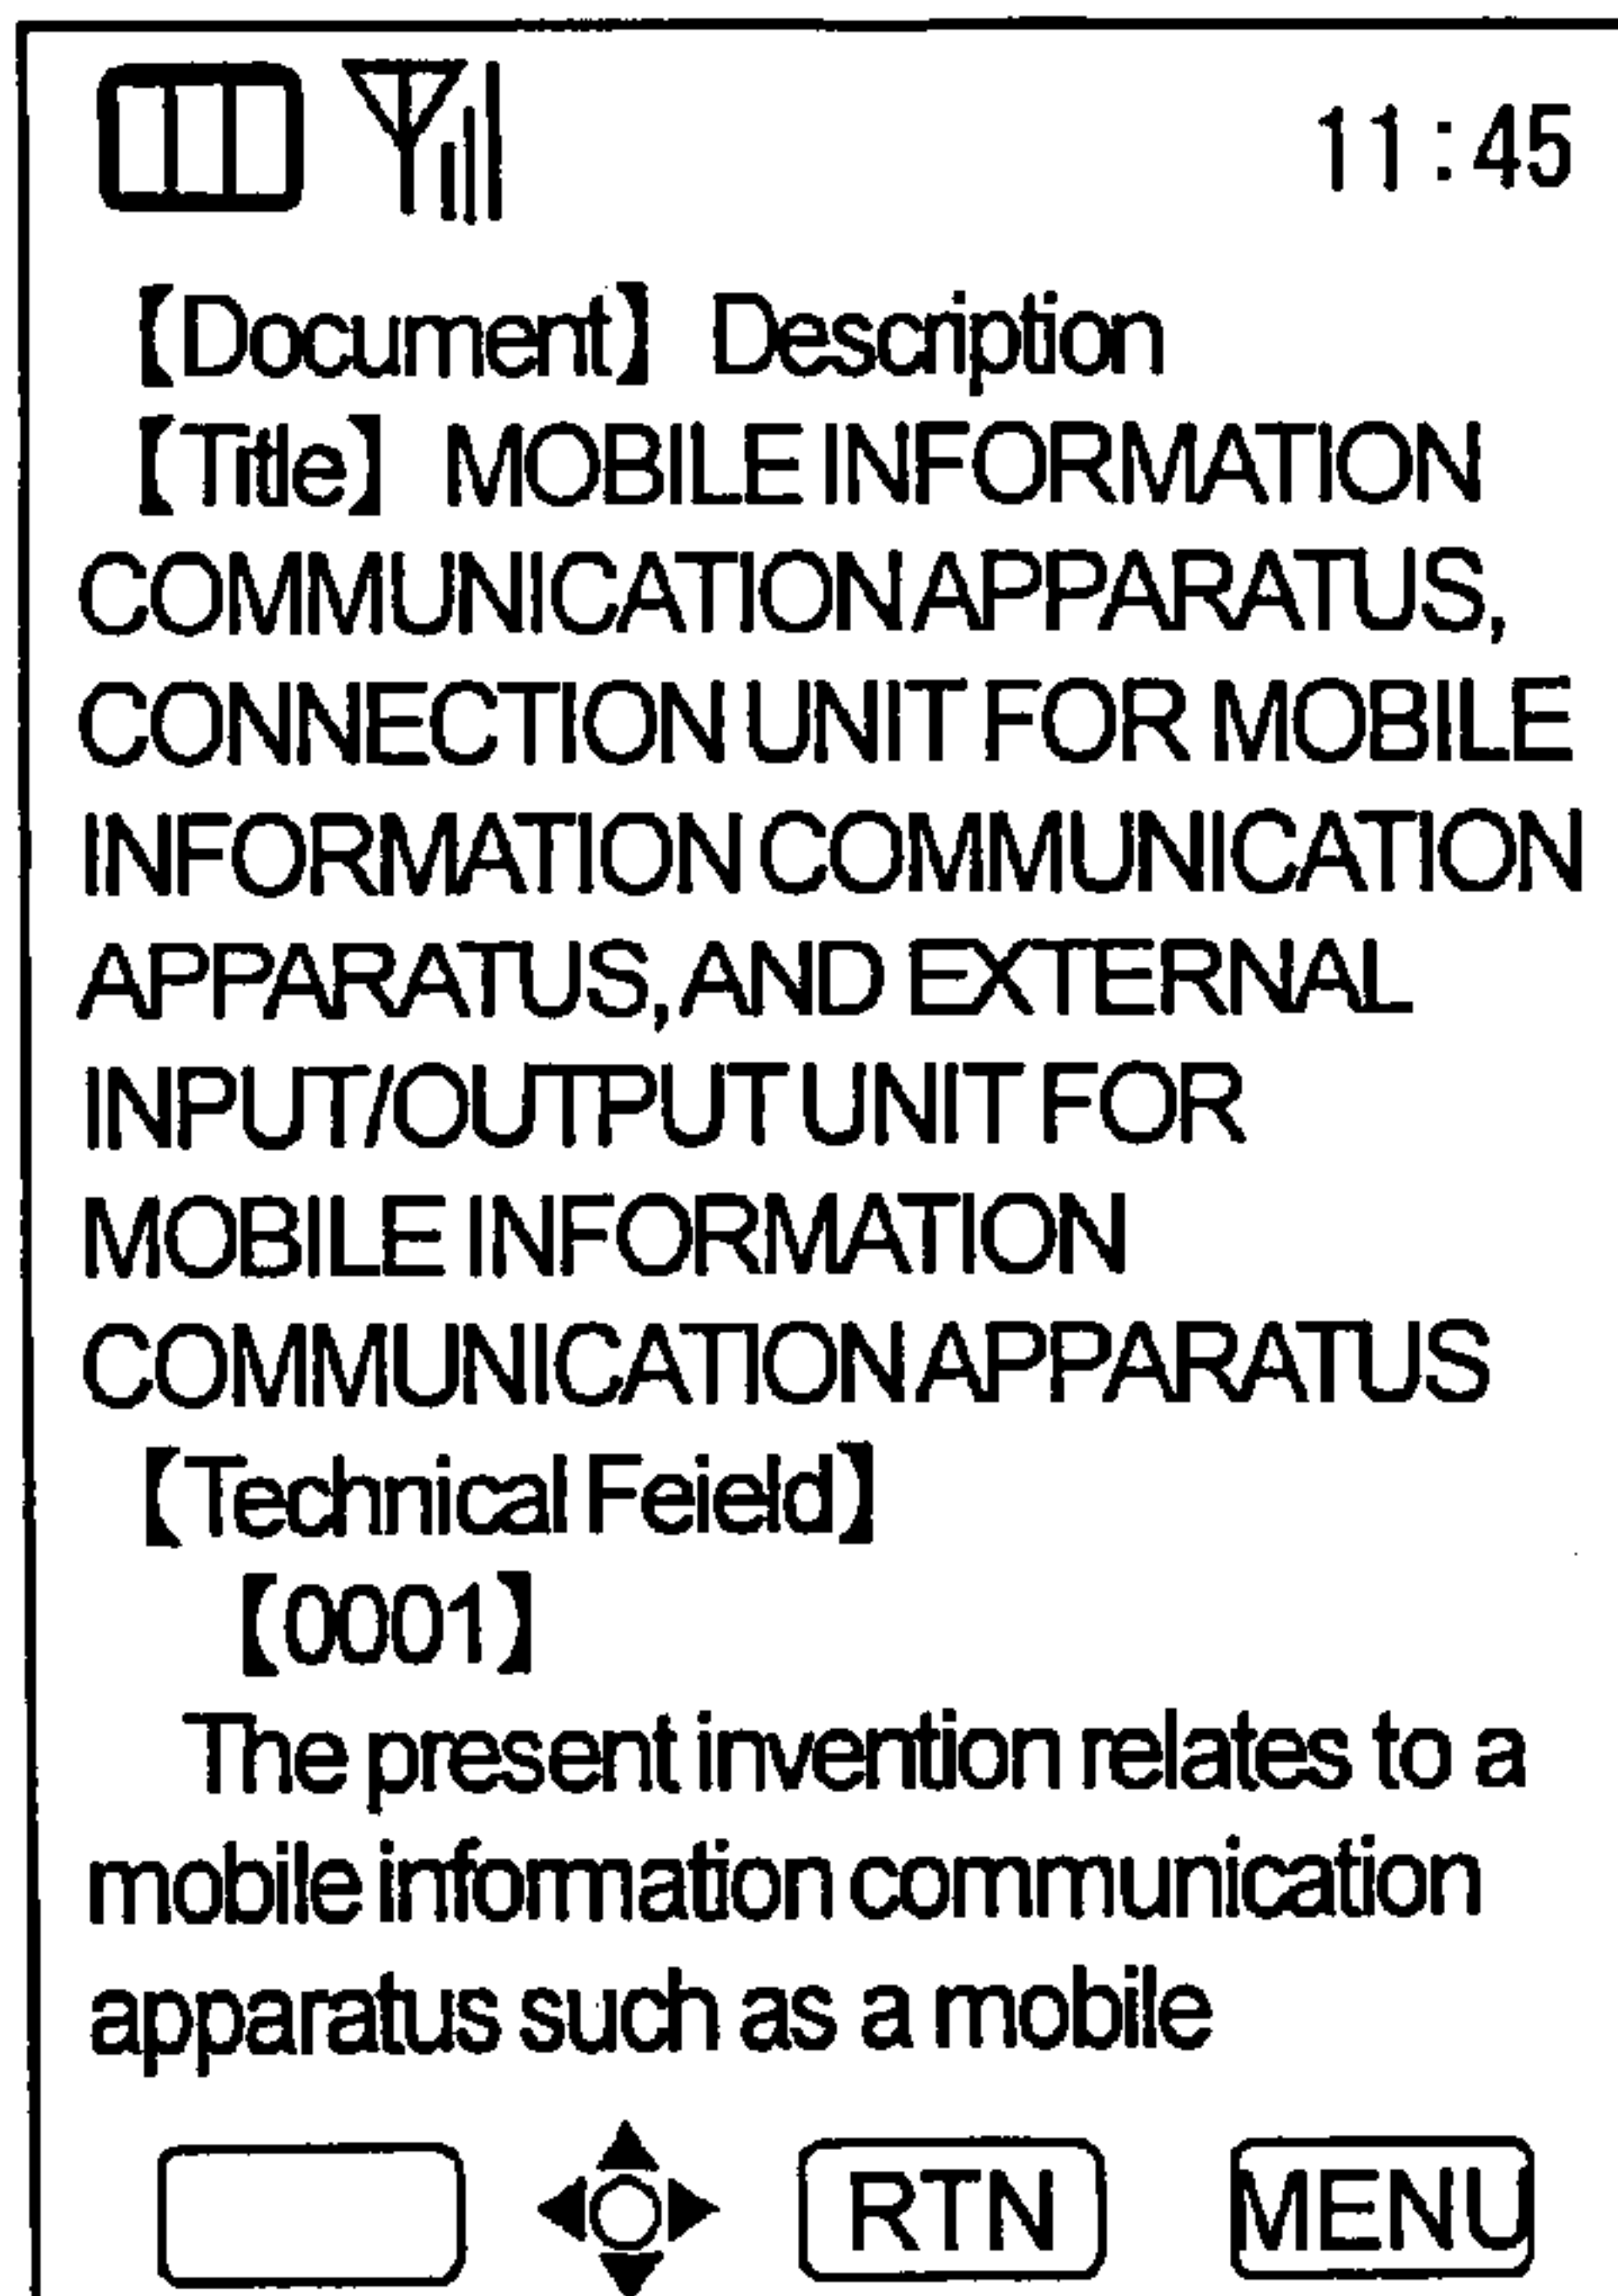 11:45
【Document】 Description
【Title】 MOBILE INFORMATION
COMMUNICATION APPARATUS,
CONNECTION UNIT FOR MOBILE
INFORMATION COMMUNICATION
APPARATUS, AND EXTERNAL
INPUT/OUTPUT UNIT FOR
MOBILE INFORMATION
COMMUNICATION APPARATUS
【Technical Feield】
【0001】
The present invention relates to a
mobile information communication
apparatus such as a mobile
RTN MENU